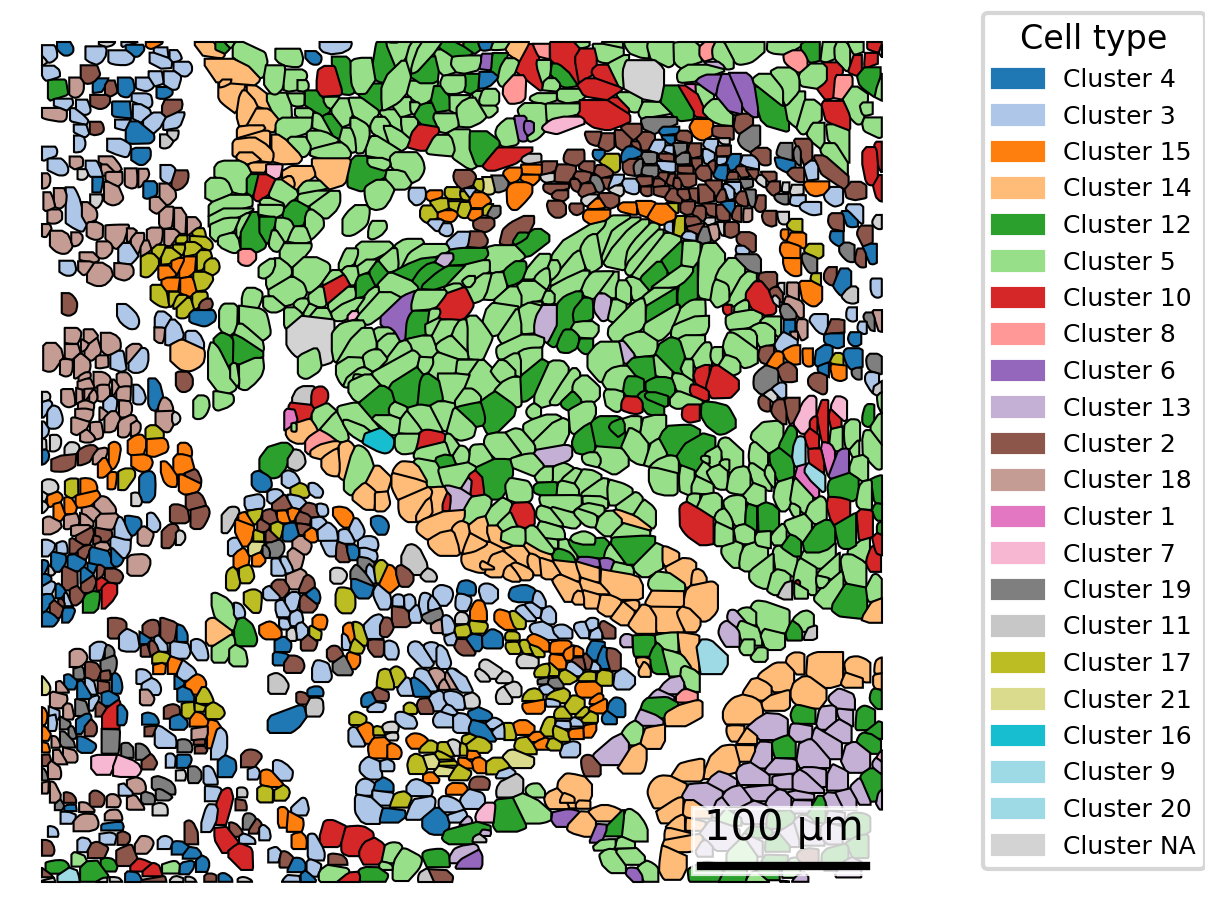 Cell type
Cluster 4
Cluster 3
Cluster 15
Cluster 14
Cluster 12
Cluster 5
Cluster 10
Cluster 8
Cluster 6
Cluster 13
Cluster 2
Cluster 18
Cluster 1
Cluster 7
Cluster 19
Cluster 11
Cluster 17
Cluster 21
Cluster 16
Cluster 9
Cluster 20
Cluster NA
100 μm